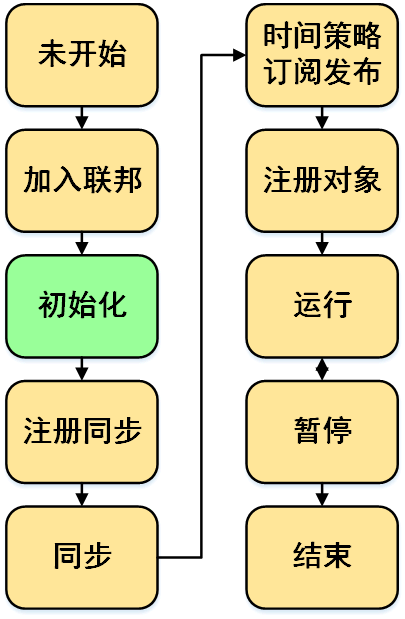 未开始
加入联邦
初始化
注册同步
同步
时间策略
订阅发布
注册对象
运行
暂停
结束